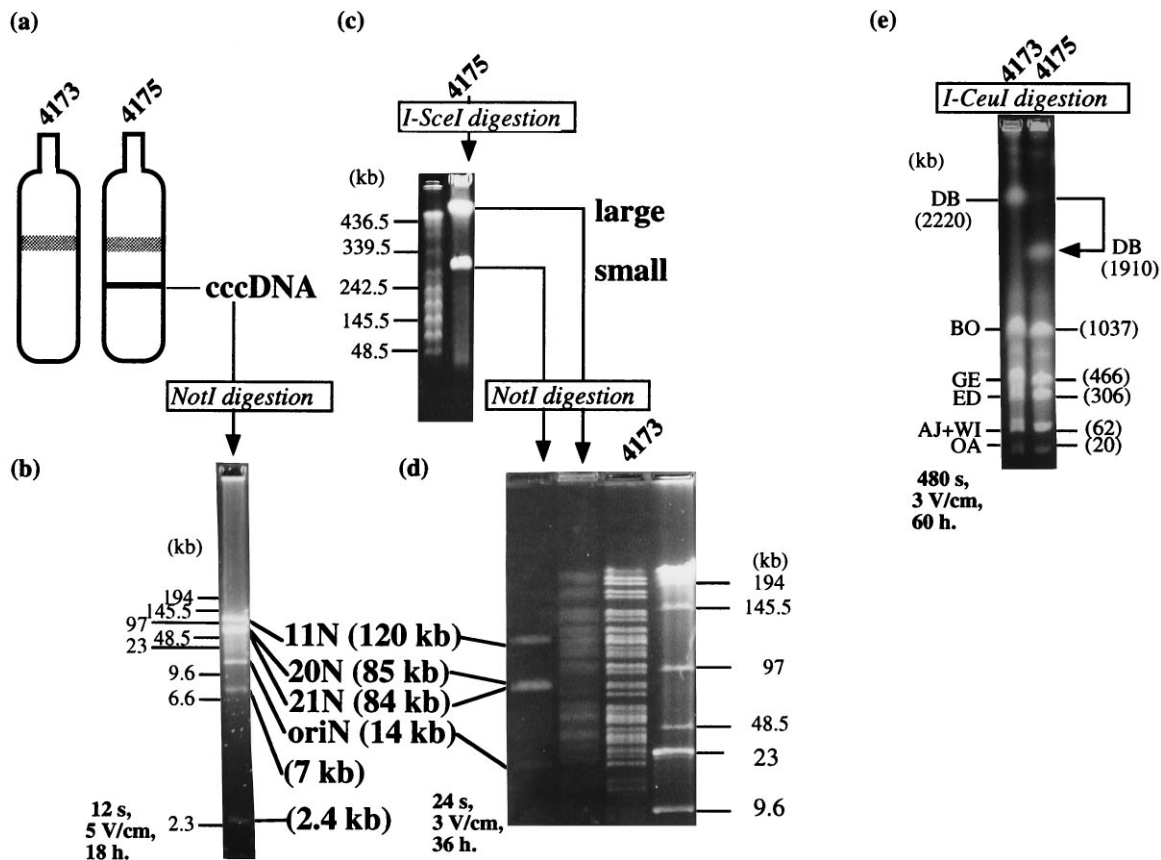 (a)
4173
4175
cccDNA
NotI digestion
(b)
(kb)
194
145.5
97
48.5
23
9.6
6.6
2.3
12 s,
5 V/cm,
18 h.
11N (120 kb)
20N (85 kb)
21N (84 kb)
oriN (14 kb)
(7 kb)
(2.4 kb)
(c)
4175
I-SceI digestion
(kb)
436.5
339.5
242.5
145.5
48.5
large
small
NotI digestion
(d)
4173
(kb)
194
145.5
97
48.5
23
9.6
24 s,
3 V/cm,
36 h.
(e)
4173
4175
I-CeuI digestion
(kb)
DB
(2220)
DB
(1910)
BO
(1037)
GE
(466)
ED
(306)
AJ+WI
(62)
OA
(20)
480 s,
3 V/cm,
60 h.